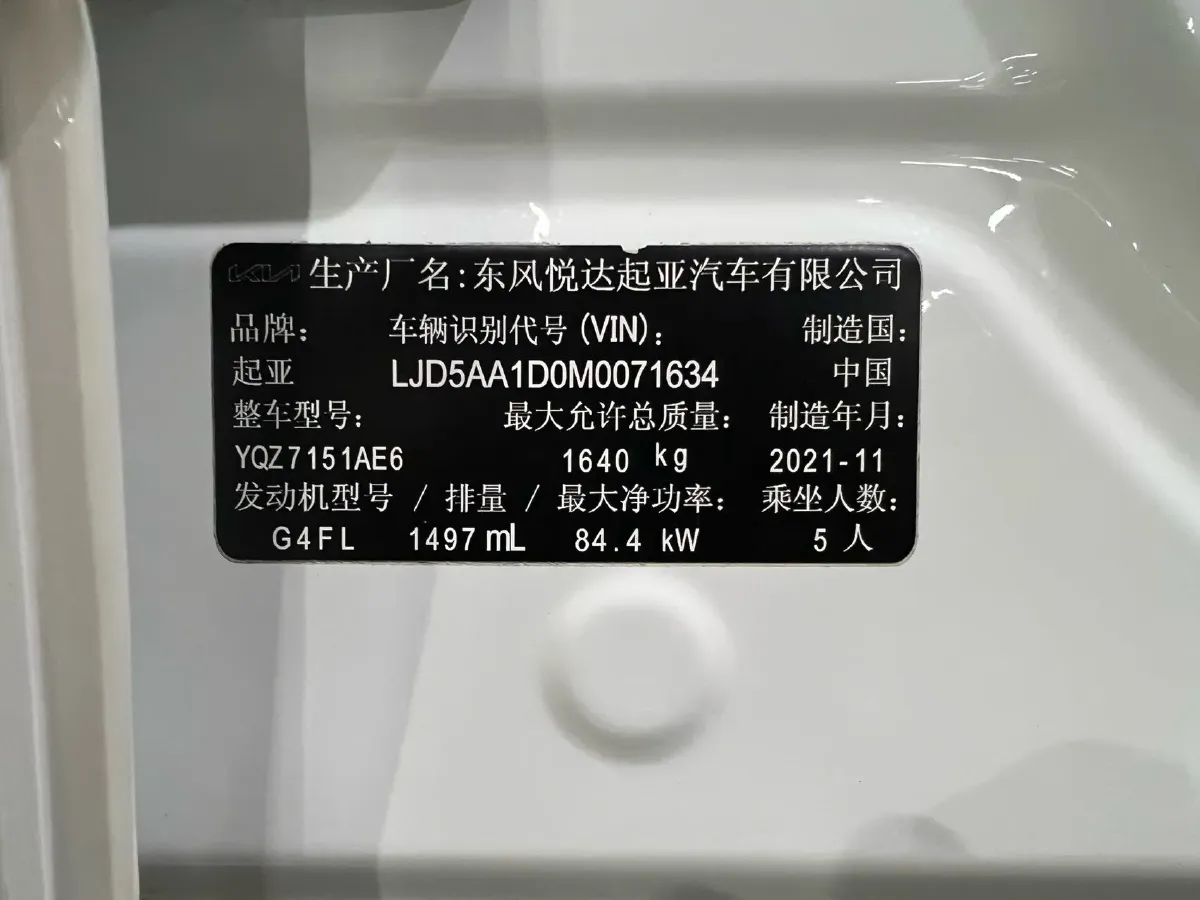 KIA 生产厂名:东风悦达起亚汽车有限公司
品牌: 车辆识别代号(VIN): 制造国:
起亚 LJD5AA1D0M0071634 中国
整车型号: 最大允许总质量: 制造年月:
YQZ7151AE6 1640 kg 2021-11
发动机型号 / 排量 / 最大净功率: 乘坐人数:
G4FL 1497 mL 84.4 kW 5 人